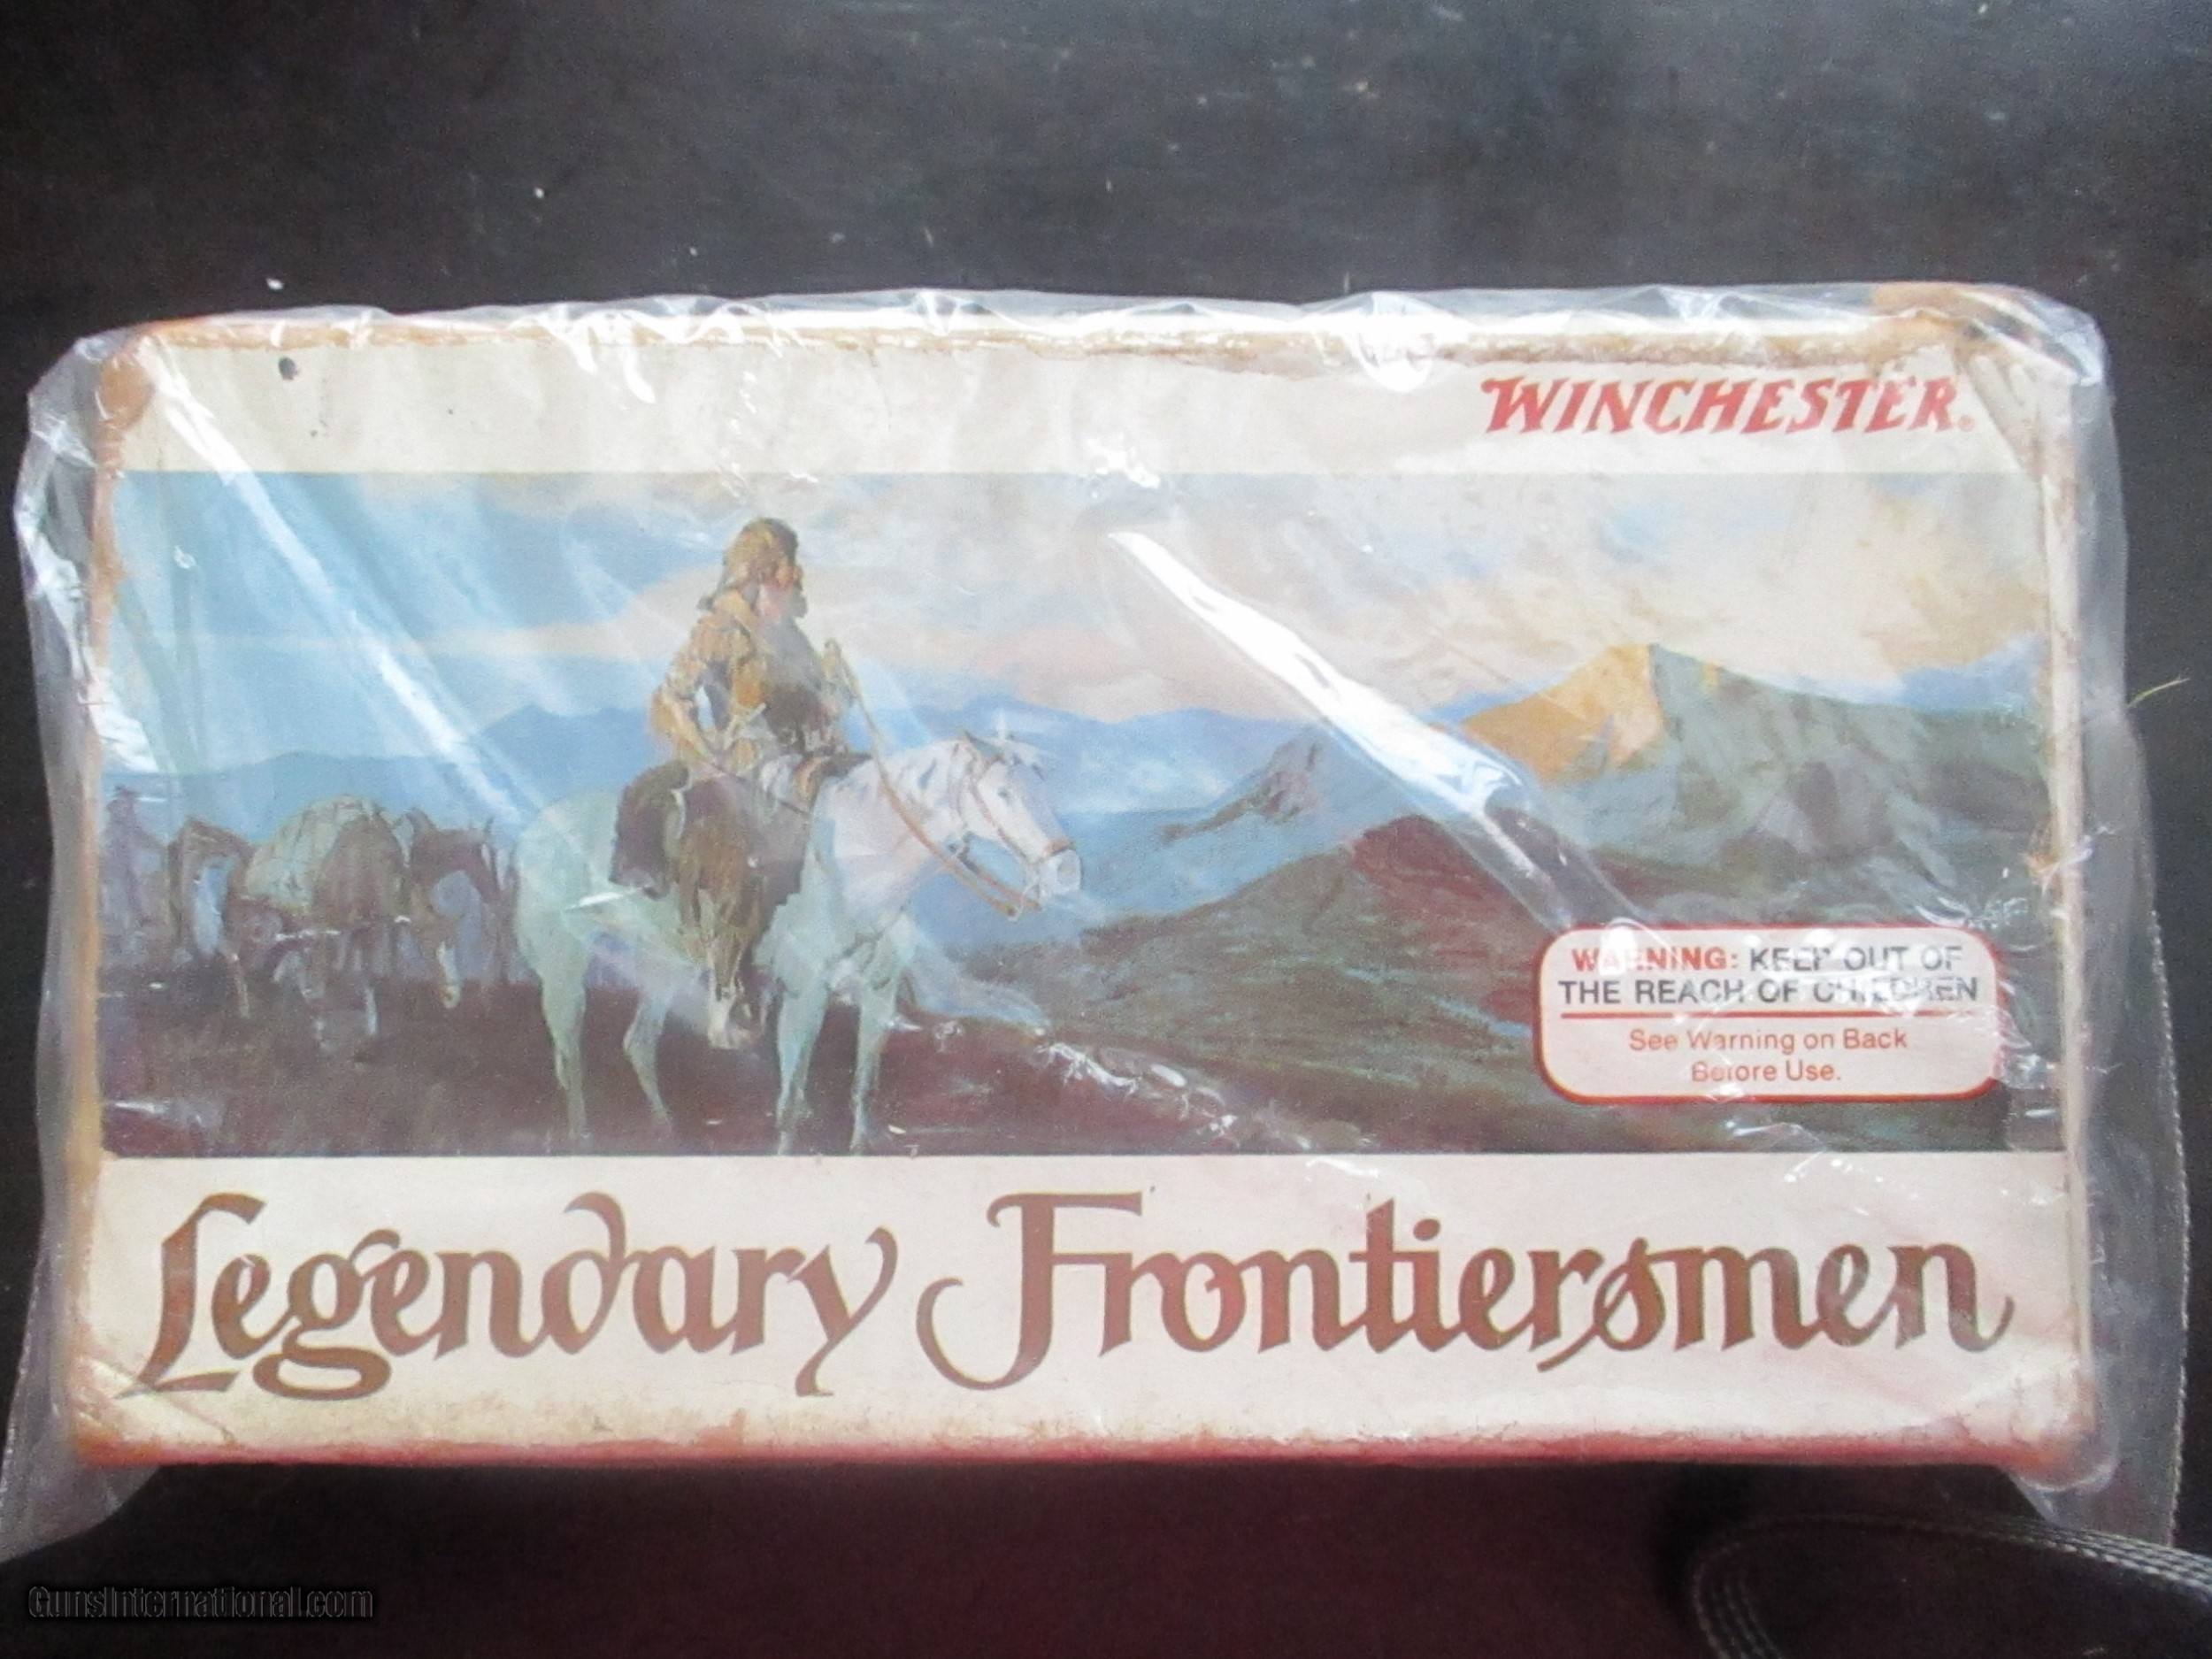 WINCHESTER®
WARNING: KEEP OUT OF
THE REACH OF CHILDREN
See Warning on Back
Before Use.
Legendary Frontiersmen
GunsInternational.com